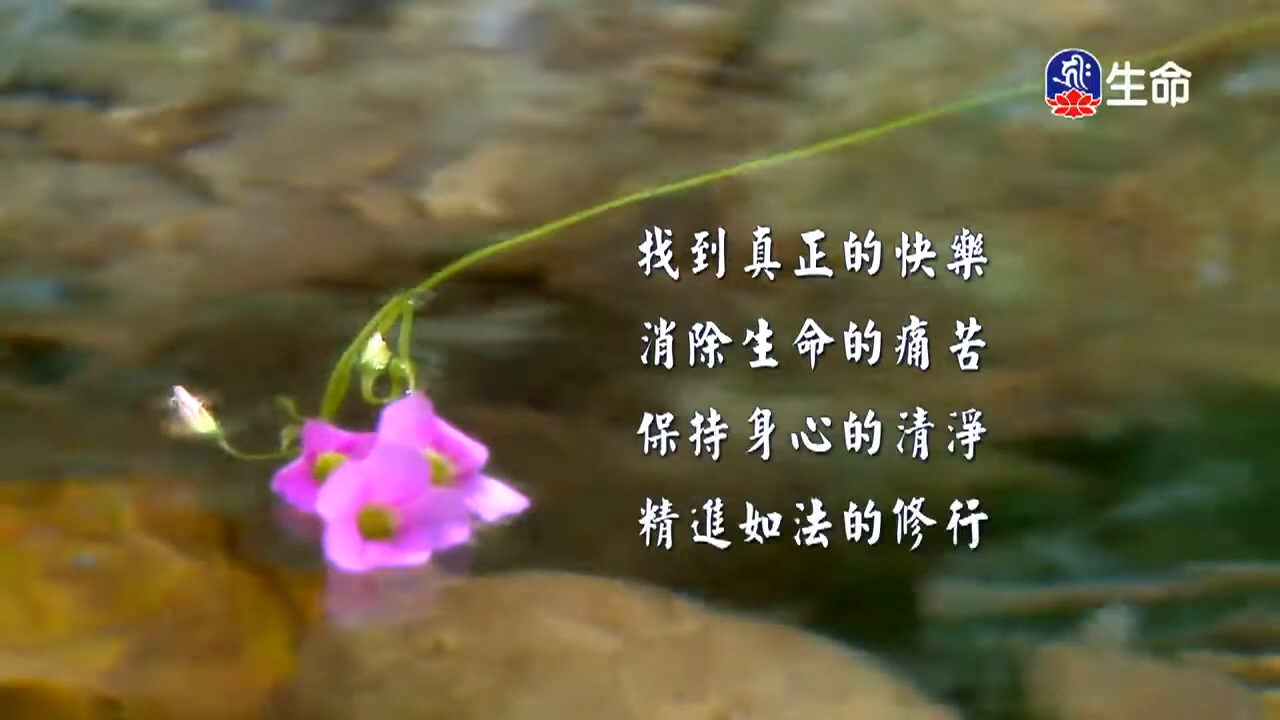 生命
找到真正的快樂
消除生命的痛苦
保持身心的清淨
精進如法的修行